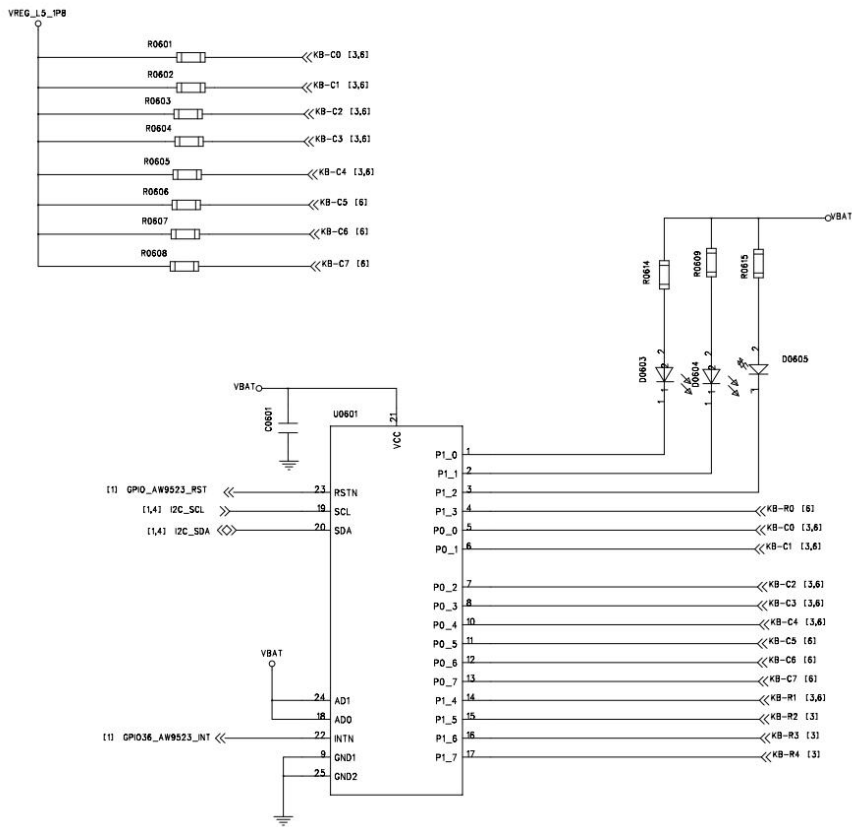 VREG_L5_1P8
R0601
KB-C0 [3,6]
R0602
KB-C1 [3,6]
R0603
KB-C2 [3,6]
R0604
KB-C3 [3,6]
R0605
KB-C4 [3,6]
R0606
KB-C5 [6]
R0607
KB-C6 [6]
R0608
KB-C7 [6]
VBAT
R0614
R0609
R0615
2
2
2
D0603
D0604
D0605
1
1
1
VBAT
C0601
U0601
21
VCC
P1_0 1
P1_1 2
P1_2 3
[1] GPIO_AW9523_RST 23 RSTN
[1,4] I2C_SCL 19 SCL
[1,4] I2C_SDA 20 SDA
P1_3 4 KB-R0 [6]
P0_0 5 KB-C0 [3,6]
P0_1 6 KB-C1 [3,6]
P0_2 7 KB-C2 [3,6]
P0_3 8 KB-C3 [3,6]
P0_4 10 KB-C4 [3,6]
P0_5 11 KB-C5 [6]
P0_6 12 KB-C6 [6]
P0_7 13 KB-C7 [6]
P1_4 14 KB-R1 [3,6]
P1_5 15 KB-R2 [3]
P1_6 16 KB-R3 [3]
P1_7 17 KB-R4 [3]
VBAT
24 AD1
18 AD0
[1] GPIO36_AW9523_INT 22 INTN
9 GND1
25 GND2